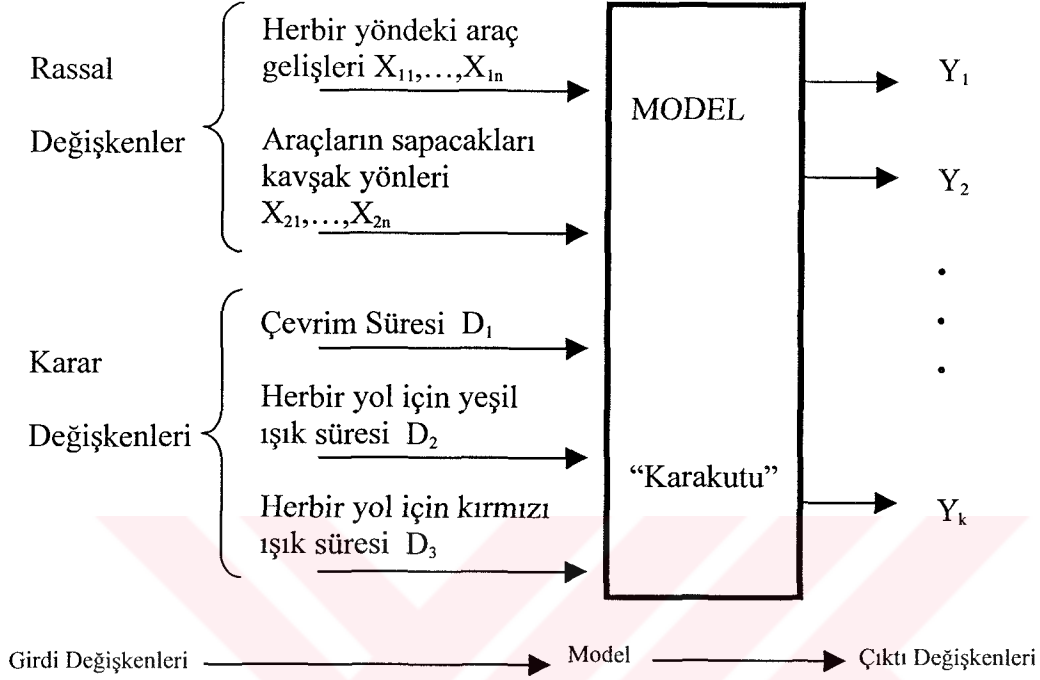 Rassal
Değişkenler
Herbir yöndeki araç
gelişleri X₁₁,…,X₁ₙ
Araçların sapacakları
kavşak yönleri
X₂₁,…,X₂ₙ
Karar
Değişkenleri
Çevrim Süresi D₁
Herbir yol için yeşil
ışık süresi D₂
Herbir yol için kırmızı
ışık süresi D₃
MODEL
“Karakutu”
Y₁
Y₂
Yₖ
Girdi Değişkenleri
Model
Çıktı Değişkenleri